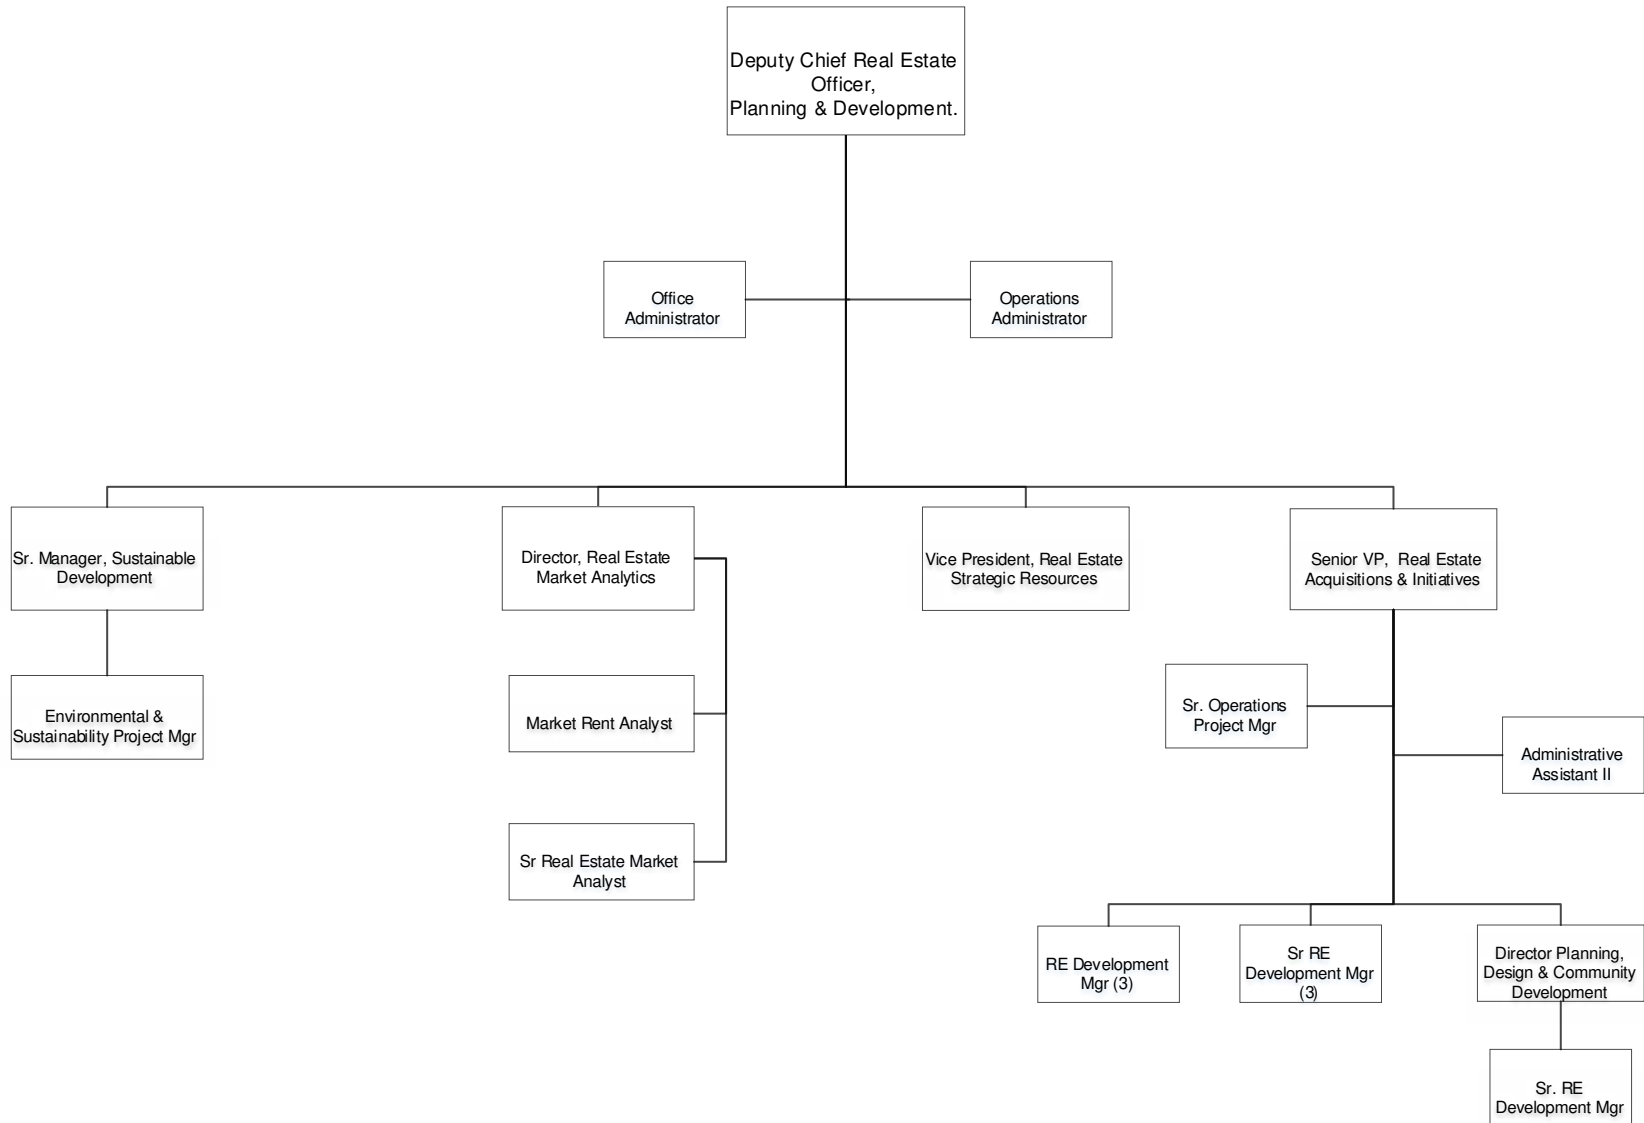 Deputy Chief Real Estate
Officer,
Planning & Development.
Office
Administrator
Operations
Administrator
Sr. Manager, Sustainable
Development
Director, Real Estate
Market Analytics
Vice President, Real Estate
Strategic Resources
Senior VP, Real Estate
Acquisitions & Initiatives
Environmental &
Sustainability Project Mgr
Market Rent Analyst
Sr. Operations
Project Mgr
Administrative
Assistant II
Sr Real Estate Market
Analyst
RE Development
Mgr (3)
Sr RE
Development Mgr
(3)
Director Planning,
Design & Community
Development
Sr. RE
Development Mgr